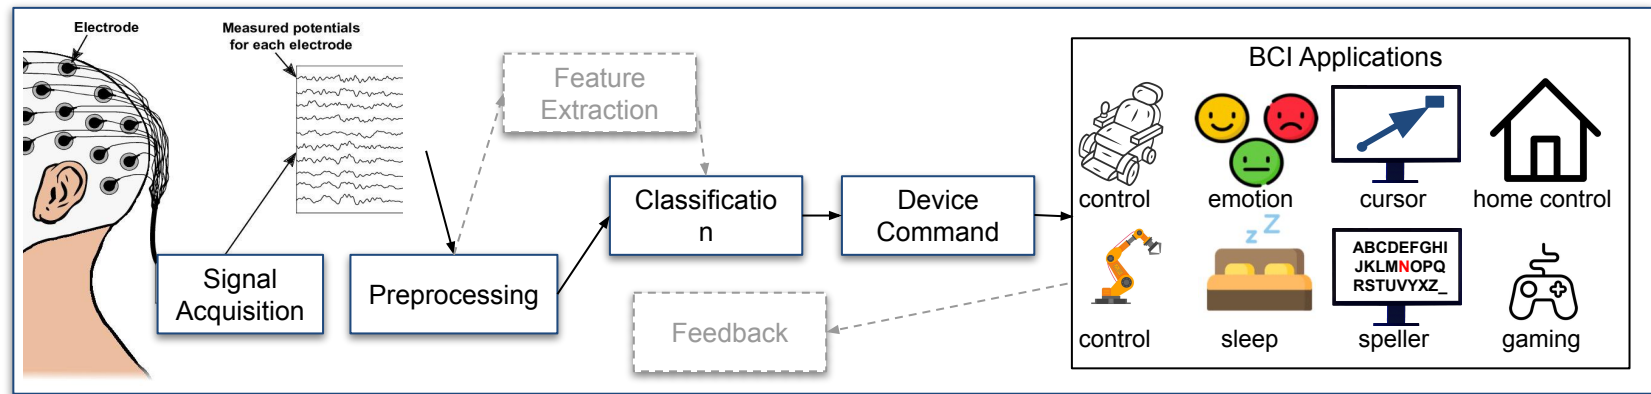 Electrode
Measured potentials
for each electrode
Signal
Acquisition
Preprocessing
Feature
Extraction
Classificatio
n
Device
Command
Feedback
BCI Applications
control
emotion
cursor
home control
control
z Z
sleep
ABCDEFGHI
JKLMNOPQ
RSTUVYXZ_
speller
gaming